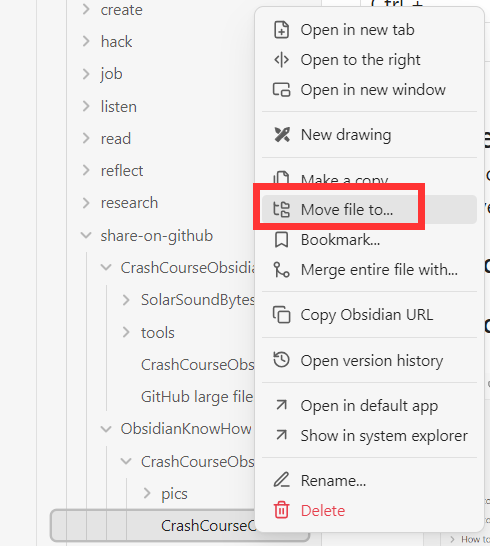 Ctrl +
create
hack
job
listen
read
reflect
research
share-on-github
CrashCourseObsidia
SolarSoundBytes
tools
CrashCourseObs
GitHub large file
ObsidianKnowHow
CrashCourseObs
pics
CrashCourseO
Open in new tab
Open to the right
Open in new window
New drawing
Make a copy
Move file to...
Bookmark...
Merge entire file with...
Copy Obsidian URL
Open version history
Open in default app
Show in system explorer
Rename...
Delete
How to